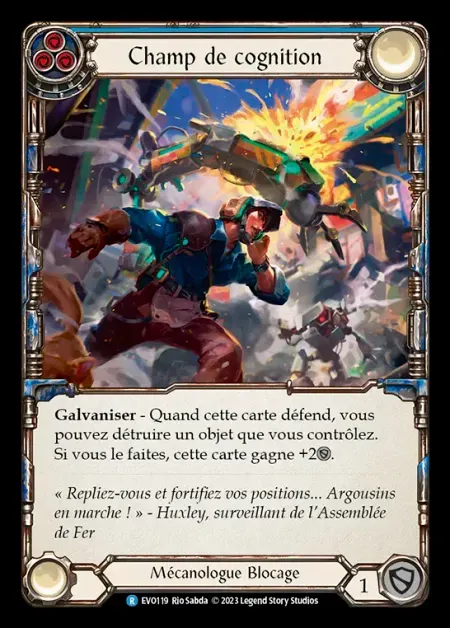 Champ de cognition
Galvaniser - Quand cette carte défend, vous
pouvez détruire un objet que vous contrôlez.
Si vous le faites, cette carte gagne +2.
« Repliez-vous et fortifiez vos positions... Argousins
en marche ! » - Huxley, surveillant de l'Assemblée
de Fer
Mécanologue Blocage
1
R EVO119 Rio Sabda © 2023 Legend Story Studios